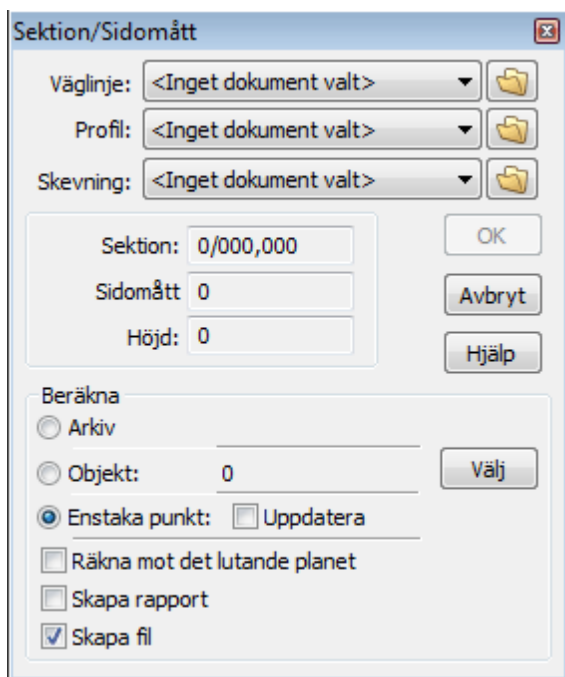 Sektion/Sidomått
Väglinje: <Inget dokument valt>
Profil: <Inget dokument valt>
Skevning: <Inget dokument valt>
Sektion: 0/000,000
OK
Sidomått 0
Avbryt
Höjd: 0
Hjälp
Beräkna
Arkiv
Objekt: 0
Välj
Enstaka punkt: Uppdatera
Räkna mot det lutande planet
Skapa rapport
Skapa fil